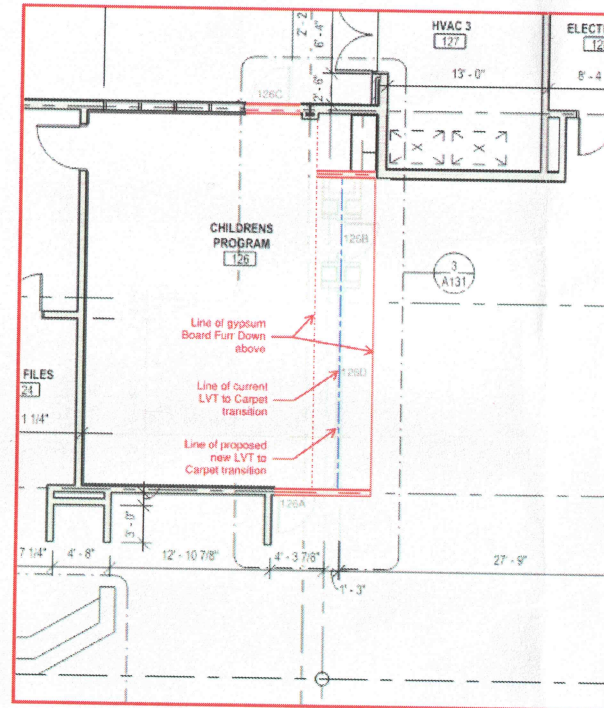 2'- 2
6'- 4"
2'- 6"
HVAC 3
127
ELECT
12
13' - 0"
8' - 4
126C
X
X
CHILDRENS
PROGRAM
126
126B
3
A131
Line of gypsum
Board Furr Down
above
126D
Line of current
LVT to Carpet
transition
FILES
24
1 1/4"
Line of proposed
new LVT to
Carpet transition
126A
3' - 0"
7 1/4"
4' - 8"
12' - 10 7/8"
4' - 3 7/8"
27' - 9"
1' - 3"